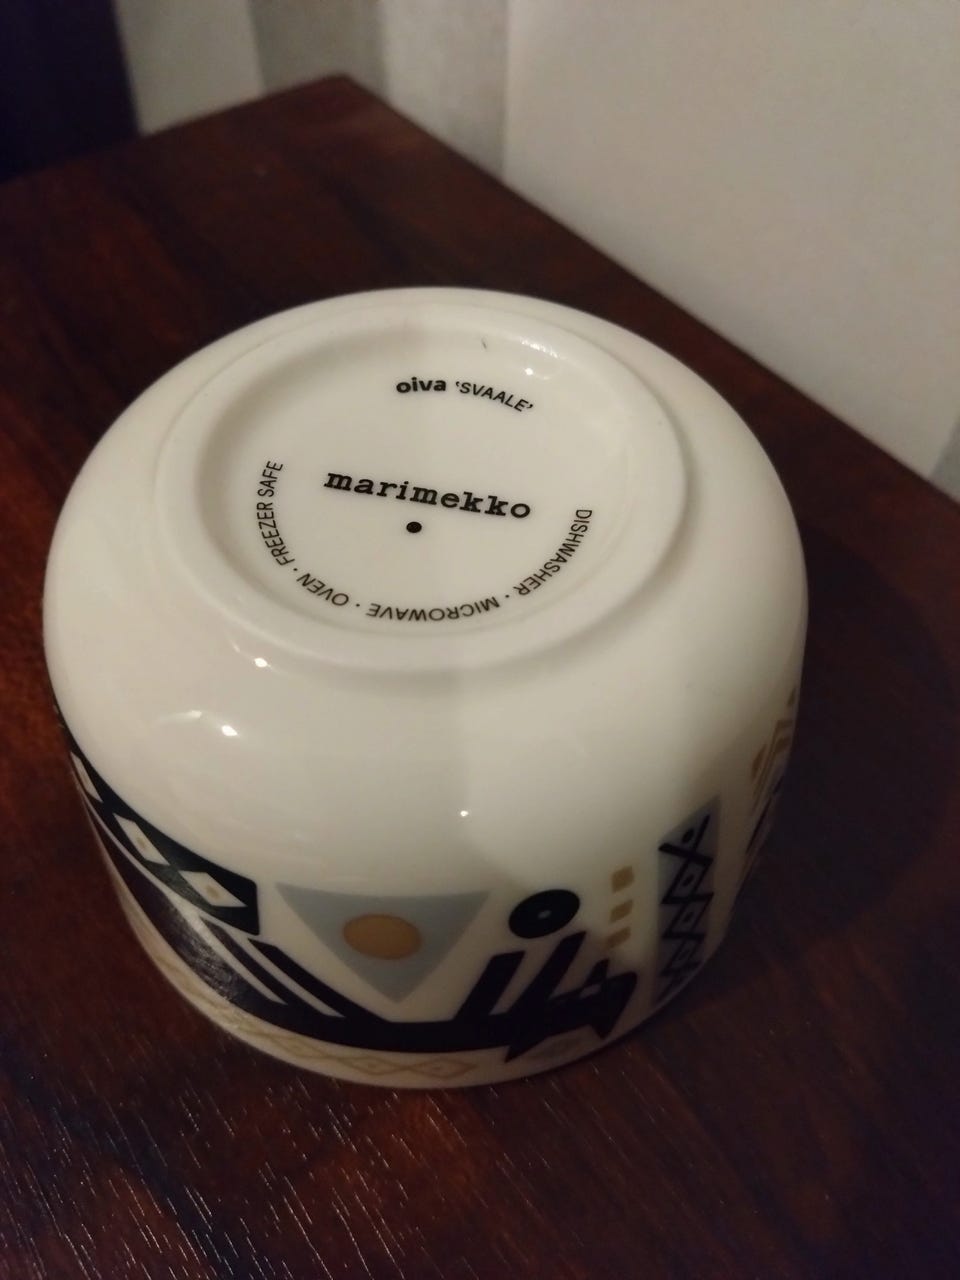 oiva 'SVAALE'
marimekko
DISHWASHER · MICROWAVE · OVEN · FREEZER SAFE